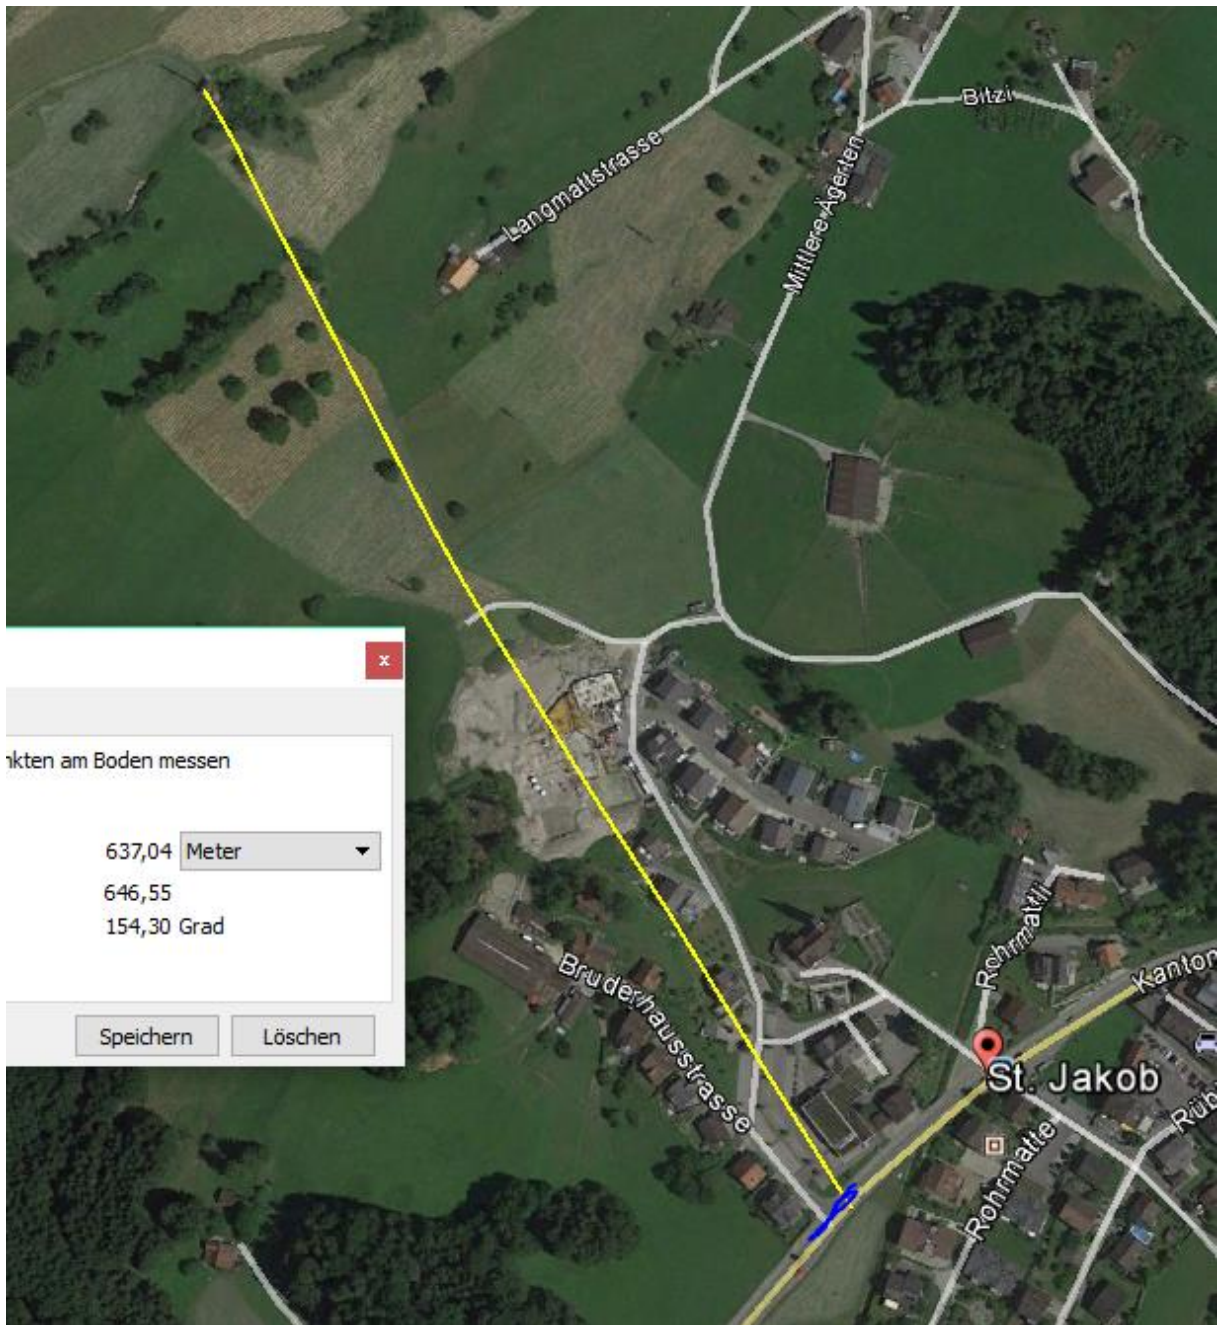 Bitzi
Langmattstrasse
Mittlere Ägerten
x
nkten am Boden messen
637,04 Meter
646,55
154,30 Grad
Speichern Löschen
Bruderhausstrasse
Rohrmattli
Kanton
St. Jakob
Rohrmatte
Rüb